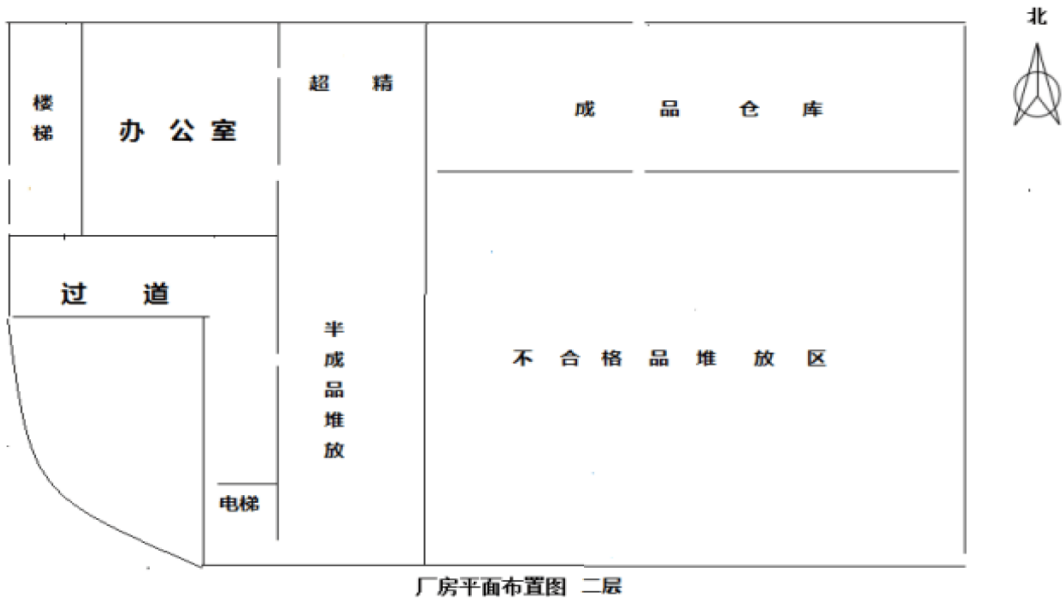 北
超 精
楼梯
办 公 室
成 品 仓 库
过 道
半成品堆放
不 合 格 品 堆 放 区
电梯
厂房平面布置图 二层